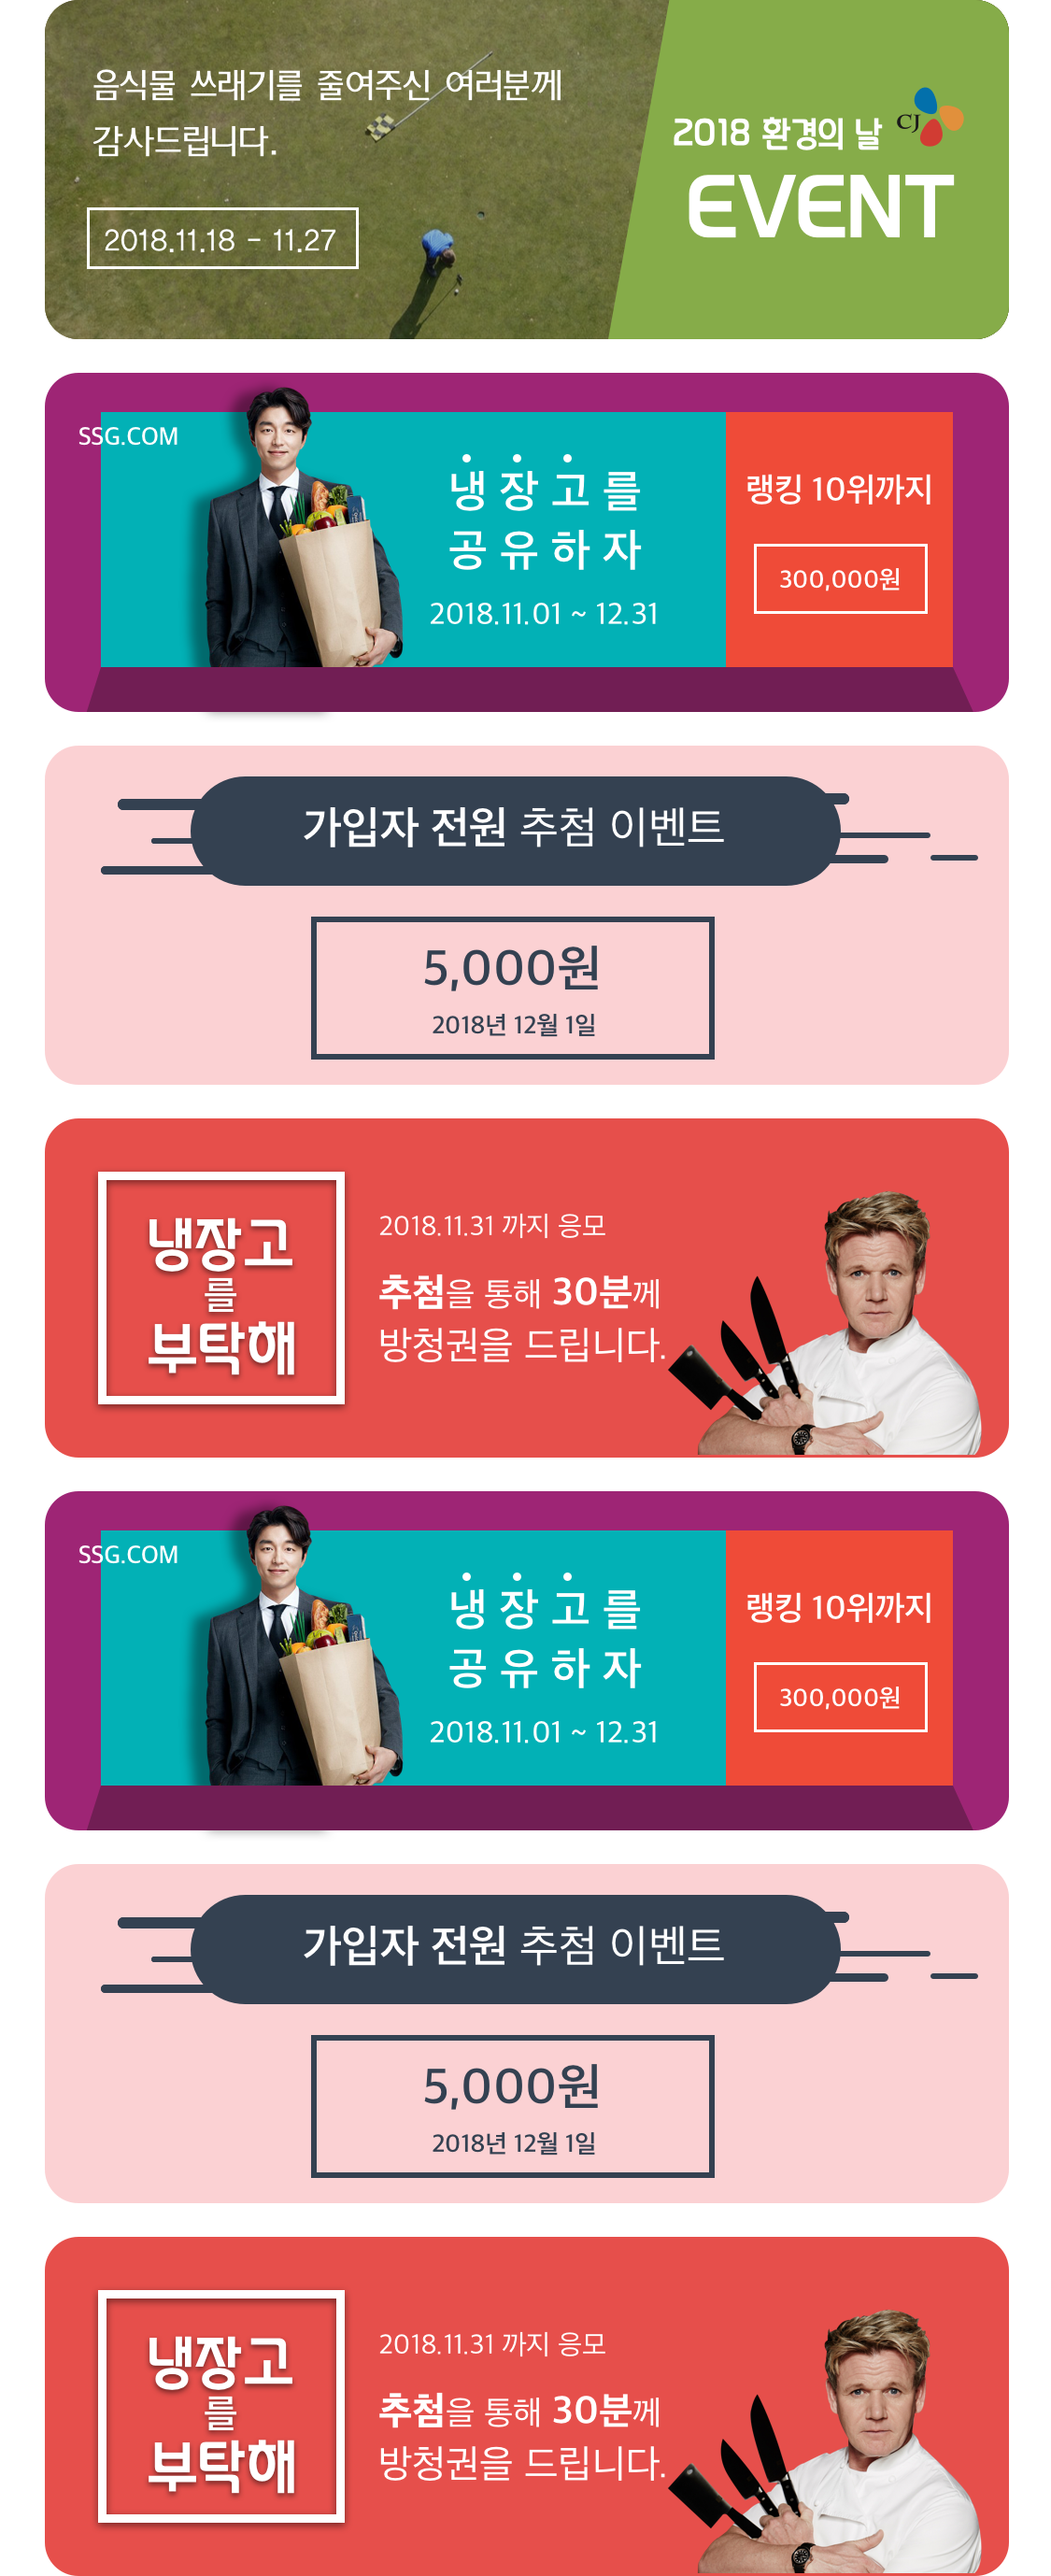 음식물 쓰래기를 줄여주신 여러분께
감사드립니다.
2018.11.18 - 11.27
2018 환경의 날 CJ
EVENT
SSG.COM
냉장고를
공유하자
2018.11.01 ~ 12.31
랭킹 10위까지
300,000원
가입자 전원 추첨 이벤트
5,000원
2018년 12월 1일
냉장고
를
부탁해
2018.11.31 까지 응모
추첨을 통해 30분께
방청권을 드립니다.
SSG.COM
냉장고를
공유하자
2018.11.01 ~ 12.31
랭킹 10위까지
300,000원
가입자 전원 추첨 이벤트
5,000원
2018년 12월 1일
냉장고
를
부탁해
2018.11.31 까지 응모
추첨을 통해 30분께
방청권을 드립니다.